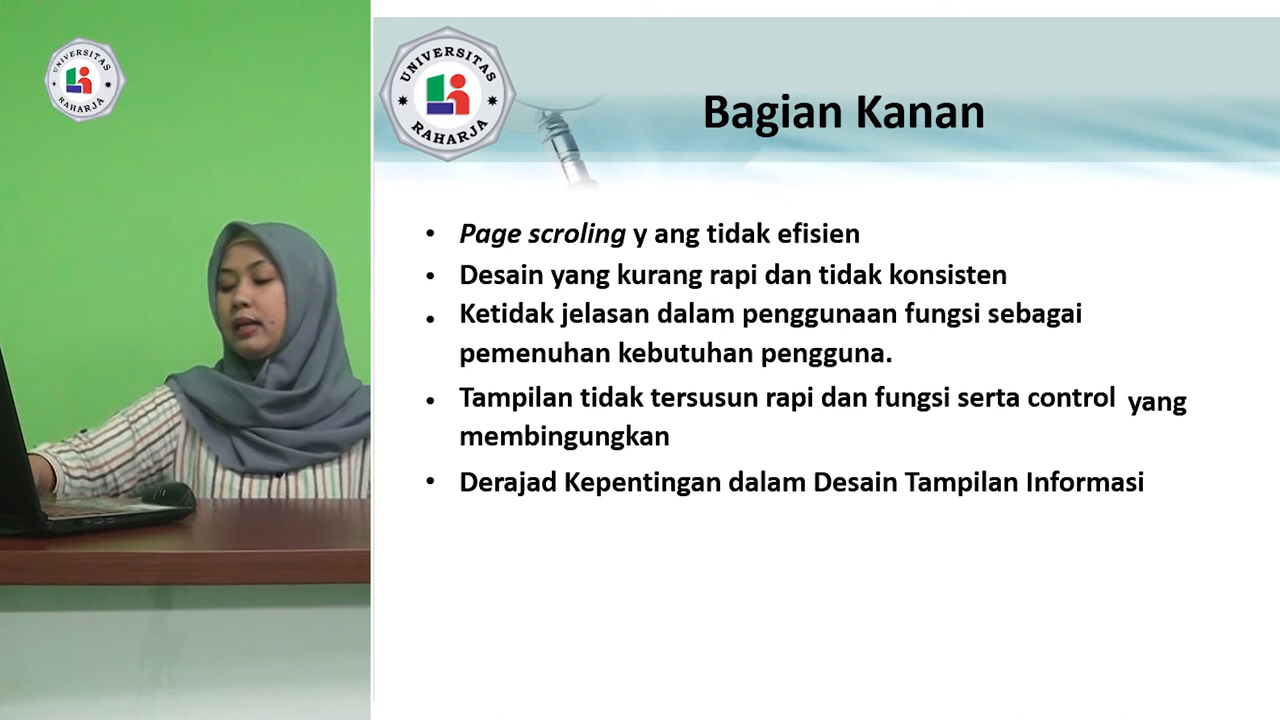 UNIVERSITAS
RAHARJA
UNIVERSITAS
RAHARJA
Bagian Kanan
• Page scroling y ang tidak efisien
• Desain yang kurang rapi dan tidak konsisten
• Ketidak jelasan dalam penggunaan fungsi sebagai
pemenuhan kebutuhan pengguna.
• Tampilan tidak tersusun rapi dan fungsi serta control yang
membingungkan
• Derajad Kepentingan dalam Desain Tampilan Informasi